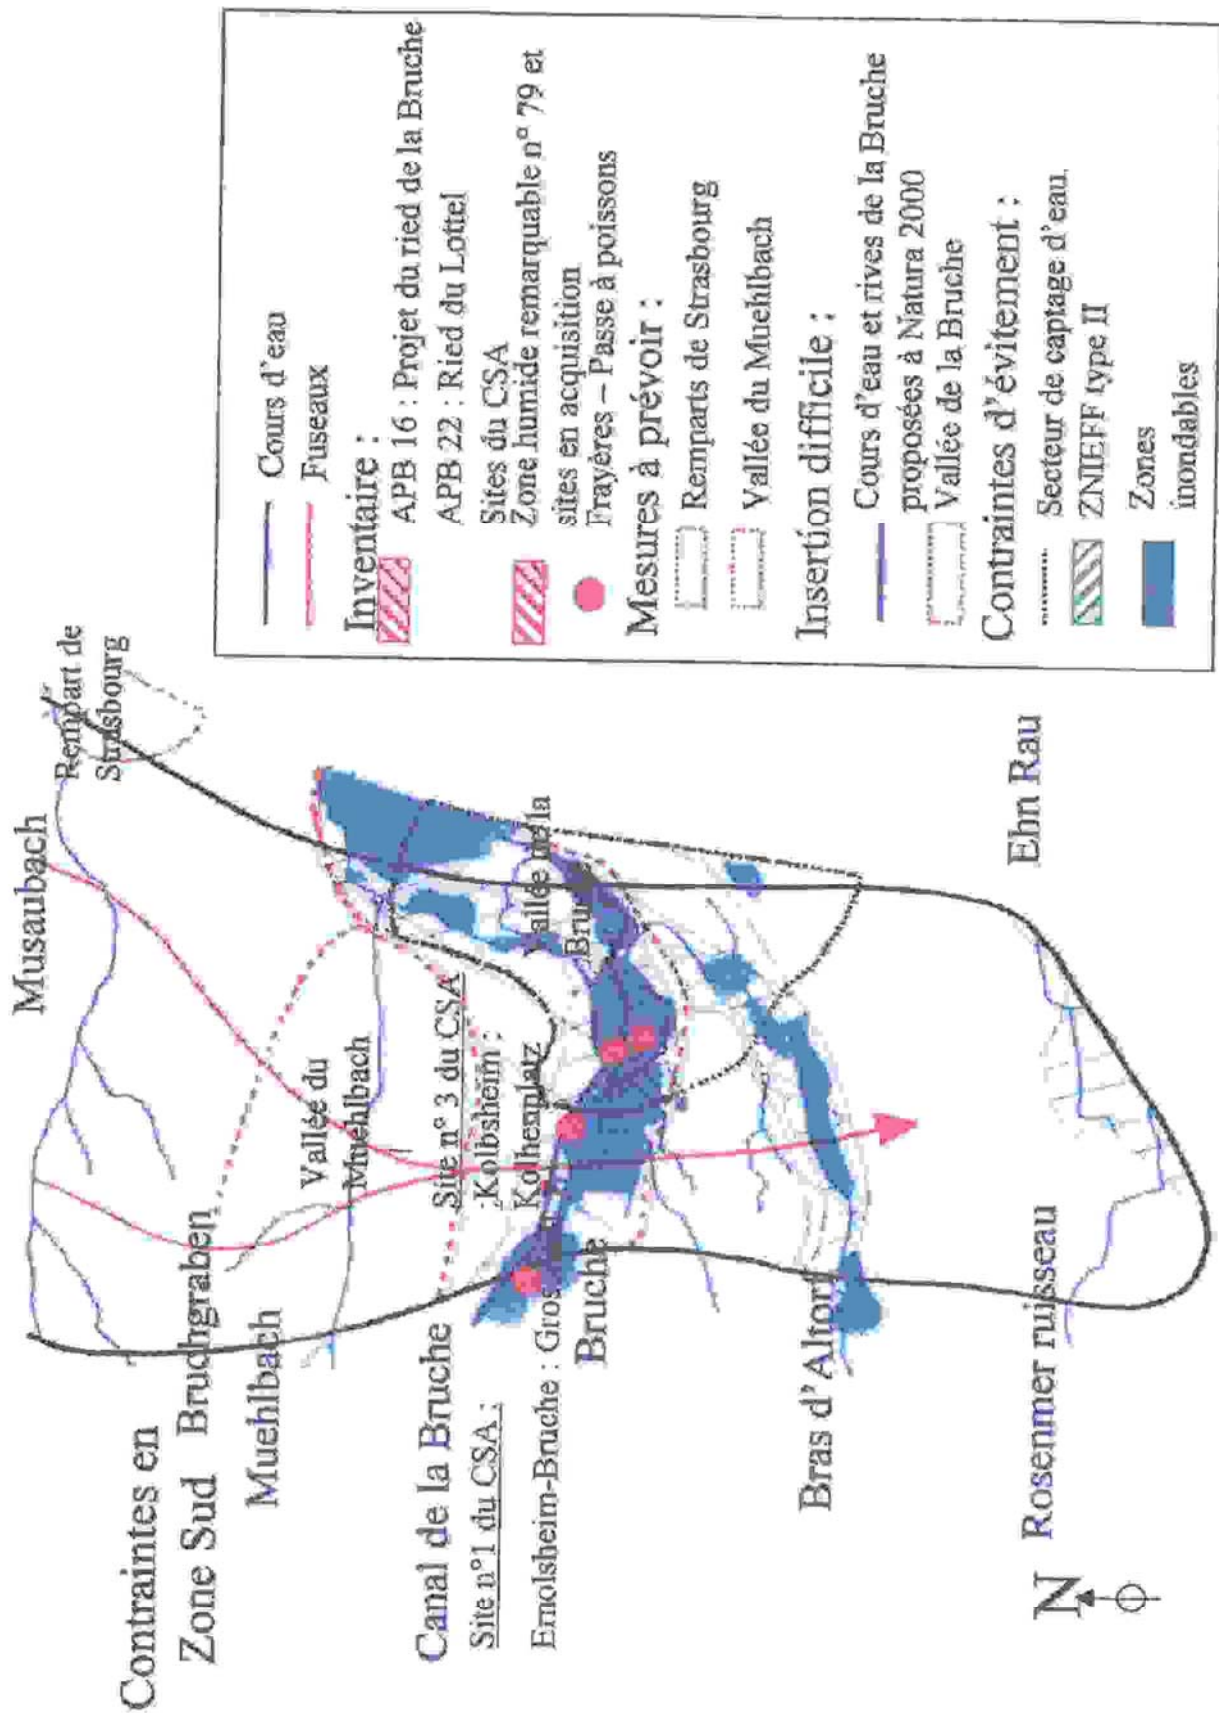 Contraintes en
Zone Sud
Musaubach
Rempart de
Strasbourg
Bruchgraben
Muehlbach
Vallée du
Muehlbach
Canal de la Bruche
Site n°1 du CSA :
Ernolsheim-Bruche : Gros
Bruche
Site n° 3 du CSA
Kolbsheim :
Kolhenplatz
Vallée de la
Bruche
Bras d'Altorf
Rosenmer ruisseau
Ehn Rau
N
Cours d'eau
Fuseaux
Inventaire :
APB 16 : Projet du ried de la Bruche
APB 22 : Ried du Lottel
Sites du CSA
Zone humide remarquable n° 79 et
sites en acquisition
Frayères – Passe à poissons
Mesures à prévoir :
Remparts de Strasbourg
Vallée du Muehlbach
Insertion difficile :
Cours d'eau et rives de la Bruche
proposées à Natura 2000
Vallée de la Bruche
Contraintes d'évitement :
Secteur de captage d'eau.
ZNIEFF type II
Zones
inondables